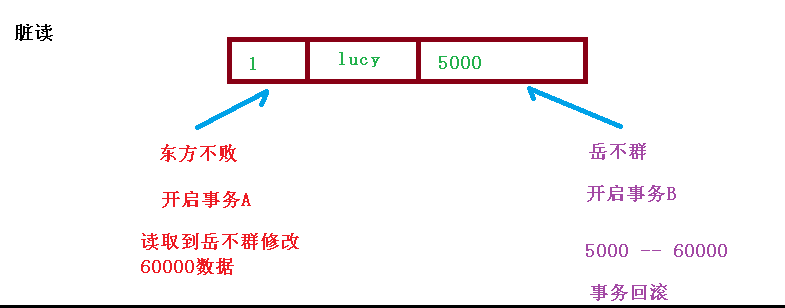 脏读
1 lucy 5000
东方不败
开启事务A
读取到岳不群修改
60000数据
岳不群
开启事务B
5000 -- 60000
事务回滚